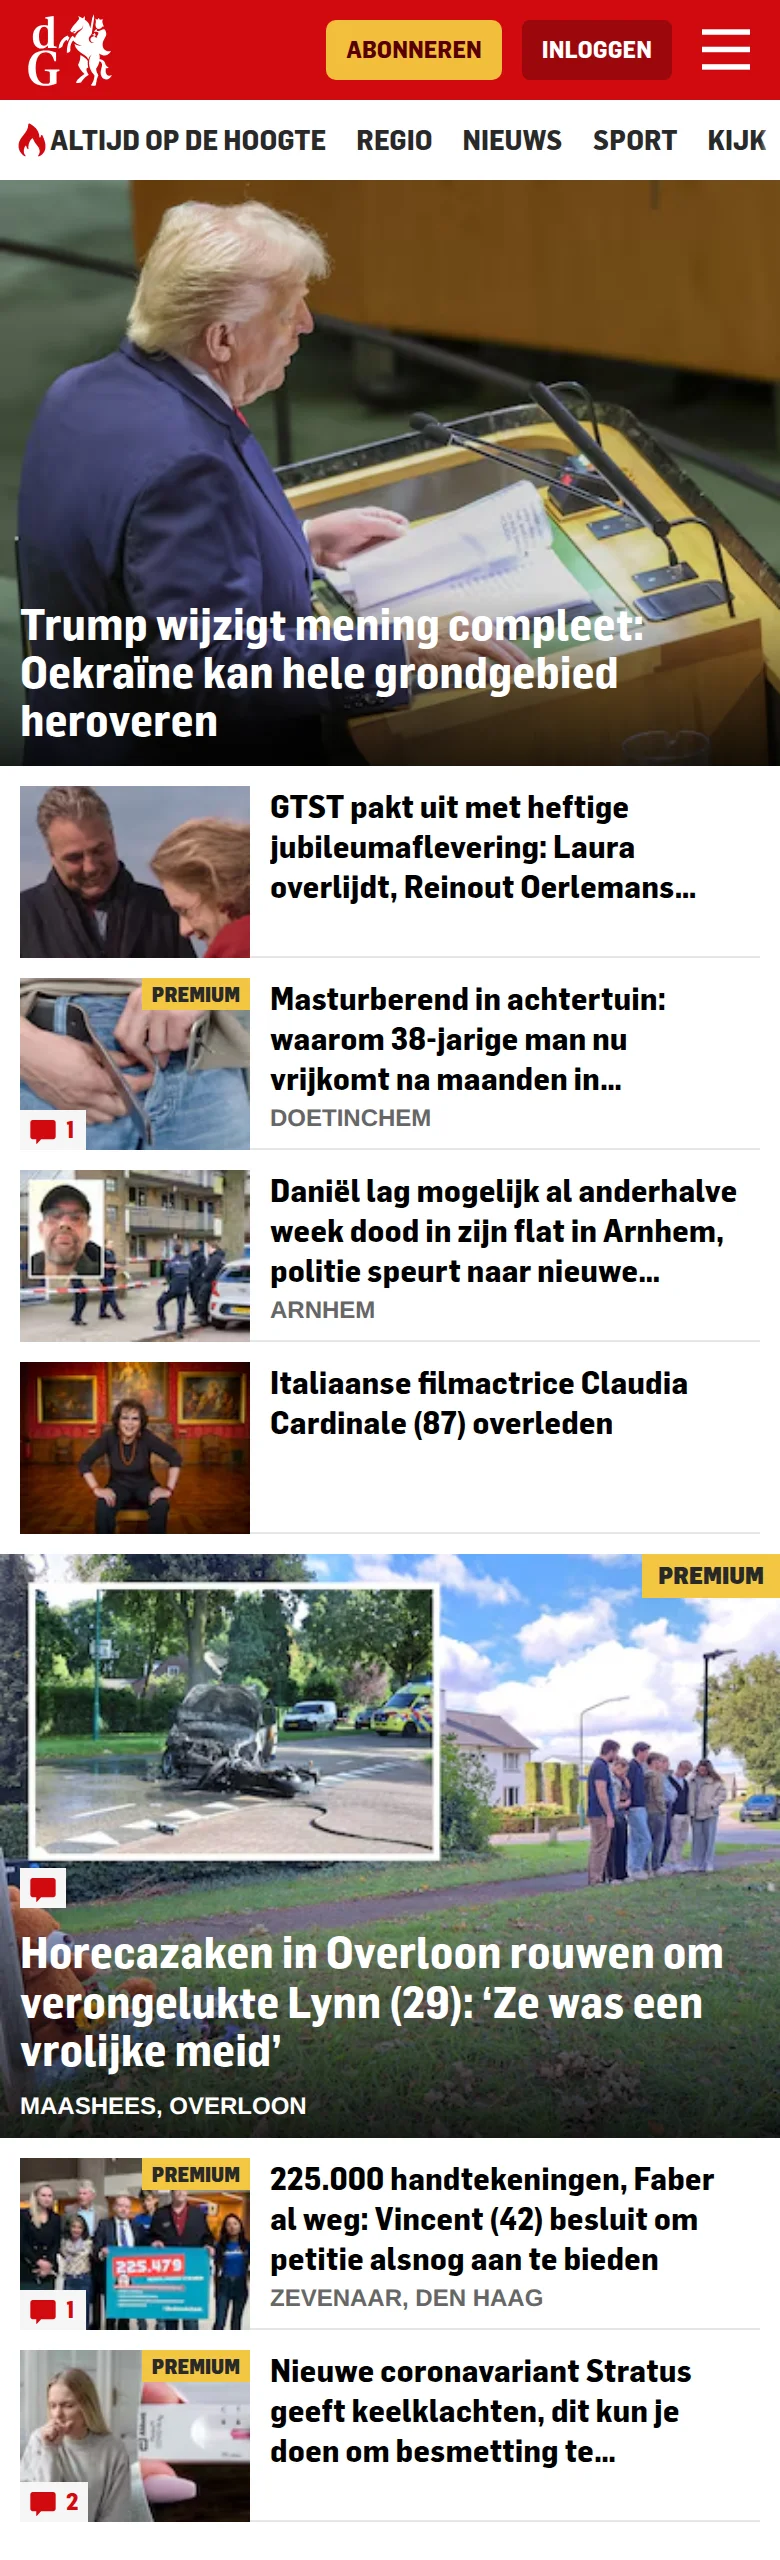 d
G
ABONNEREN
INLOGGEN
ALTIJD OP DE HOOGTE
REGIO
NIEUWS
SPORT
KIJK
Trump wijzigt mening compleet:
Oekraïne kan hele grondgebied
heroveren
GTST pakt uit met heftige
jubileumaflevering: Laura
overlijdt, Reinout Oerlemans...
PREMIUM
1
Masturberend in achtertuin:
waarom 38-jarige man nu
vrijkomt na maanden in...
DOETINCHEM
Daniël lag mogelijk al anderhalve
week dood in zijn flat in Arnhem,
politie speurt naar nieuwe...
ARNHEM
Italiaanse filmactrice Claudia
Cardinale (87) overleden
PREMIUM
Horecazaken in Overloon rouwen om
verongelukte Lynn (29): ‘Ze was een
vrolijke meid’
MAASHEES, OVERLOON
PREMIUM
225.479
1
225.000 handtekeningen, Faber
al weg: Vincent (42) besluit om
petitie alsnog aan te bieden
ZEVENAAR, DEN HAAG
PREMIUM
2
Nieuwe coronavariant Stratus
geeft keelklachten, dit kun je
doen om besmetting te...